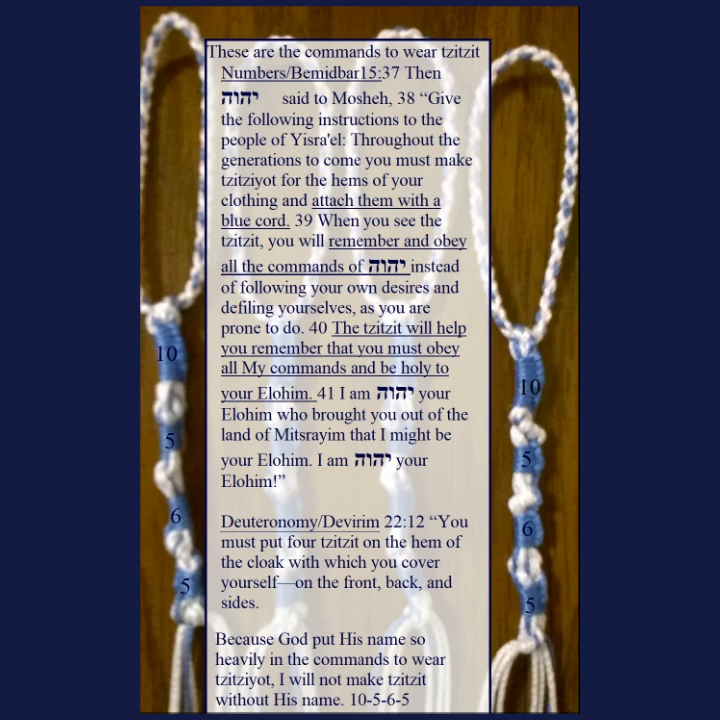 These are the commands to wear tzitzit
Numbers/Bemidbar15:37 Then
יהוה said to Mosheh, 38 “Give
the following instructions to the
people of Yisra'el: Throughout the
generations to come you must make
tzitziyot for the hems of your
clothing and attach them with a
blue cord. 39 When you see the
tzitzit, you will remember and obey
all the commands of יהוה instead
of following your own desires and
defiling yourselves, as you are
prone to do. 40 The tzitzit will help
you remember that you must obey
all My commands and be holy to
your Elohim. 41 I am יהוה your
Elohim who brought you out of the
land of Mitsrayim that I might be
your Elohim. I am יהוה your
Elohim!”
Deuteronomy/Devirim 22:12 “You
must put four tzitzit on the hem of
the cloak with which you cover
yourself—on the front, back, and
sides.
Because God put His name so
heavily in the commands to wear
tzitziyot, I will not make tzitzit
without His name. 10-5-6-5
10
5
6
5
10
5
6
5